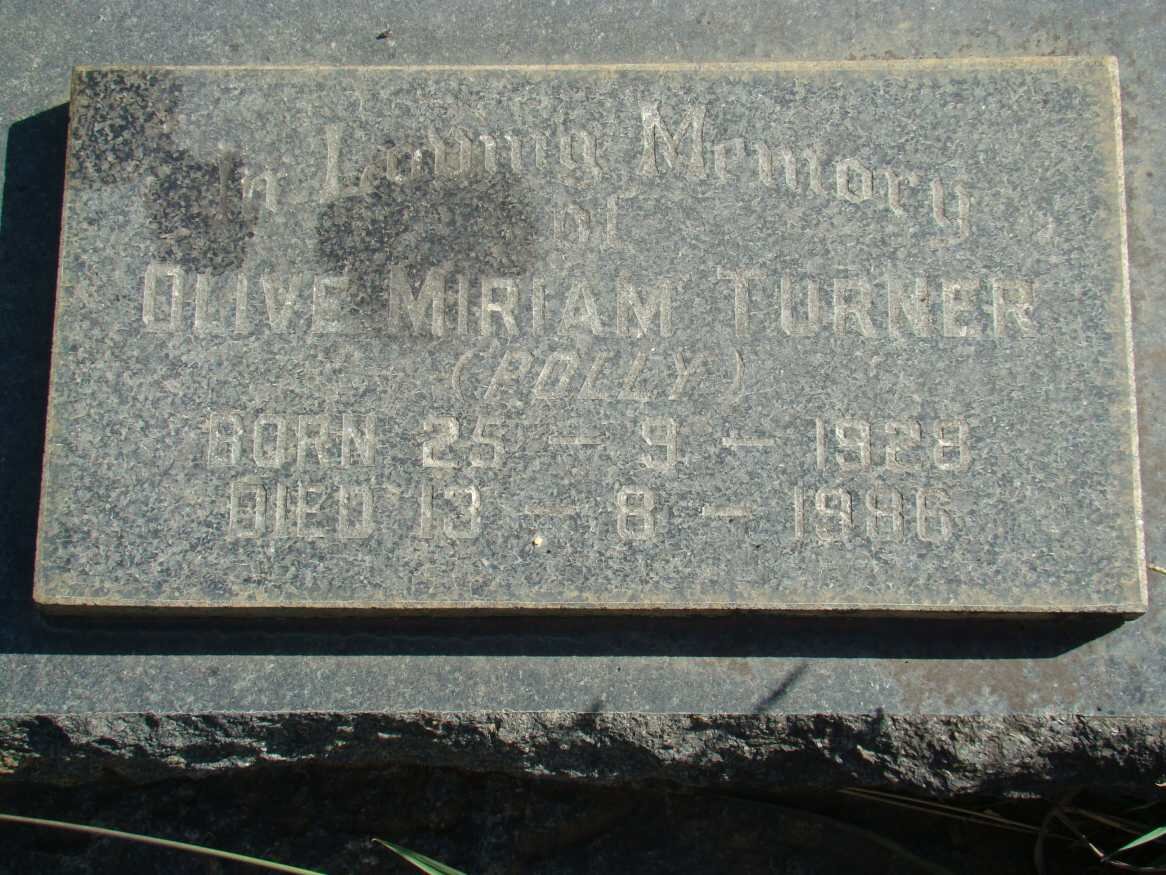 In Loving Memory
of
OLIVE MIRIAM TURNER
(POLLY)
BORN 25 – 9 – 1928
DIED 13 – 8 – 1986